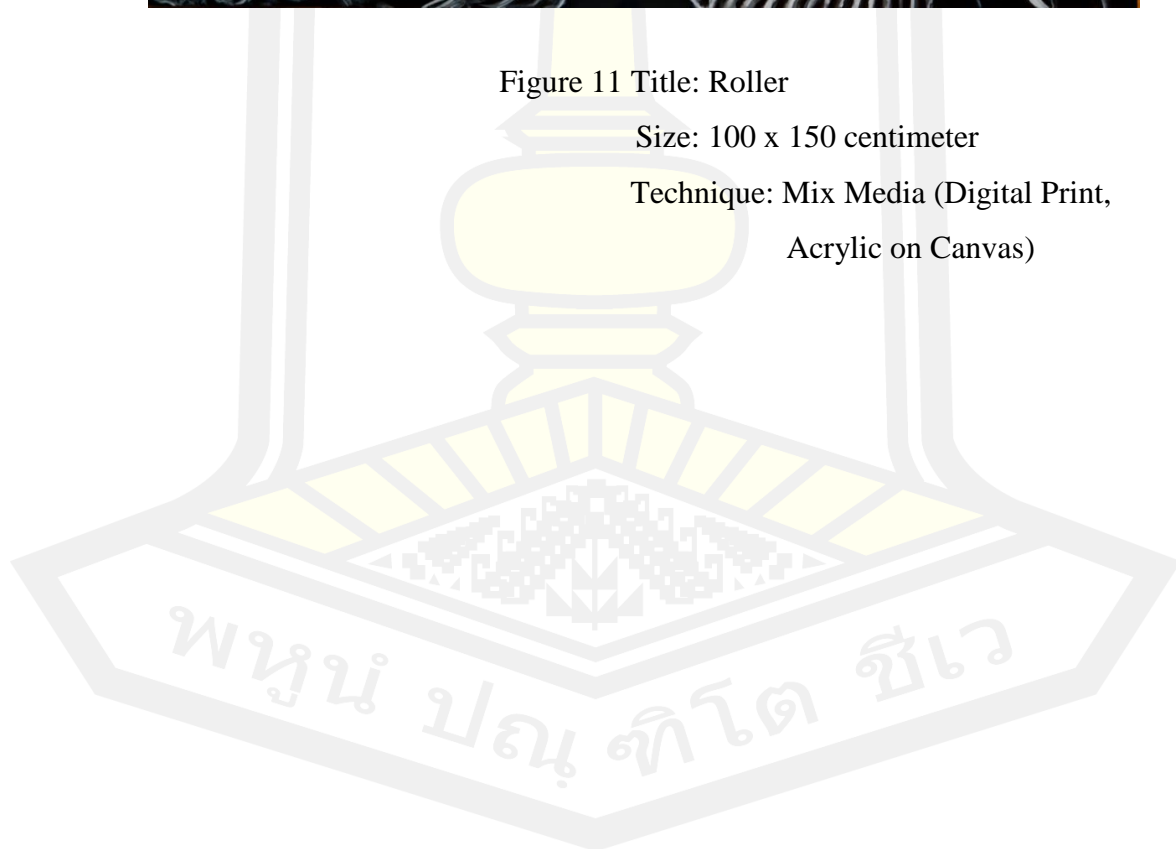 Figure 11 Title: Roller
Size: 100 x 150 centimeter
Technique: Mix Media (Digital Print,
Acrylic on Canvas)
พหูนํ ปณฺฑิโต ชีเว